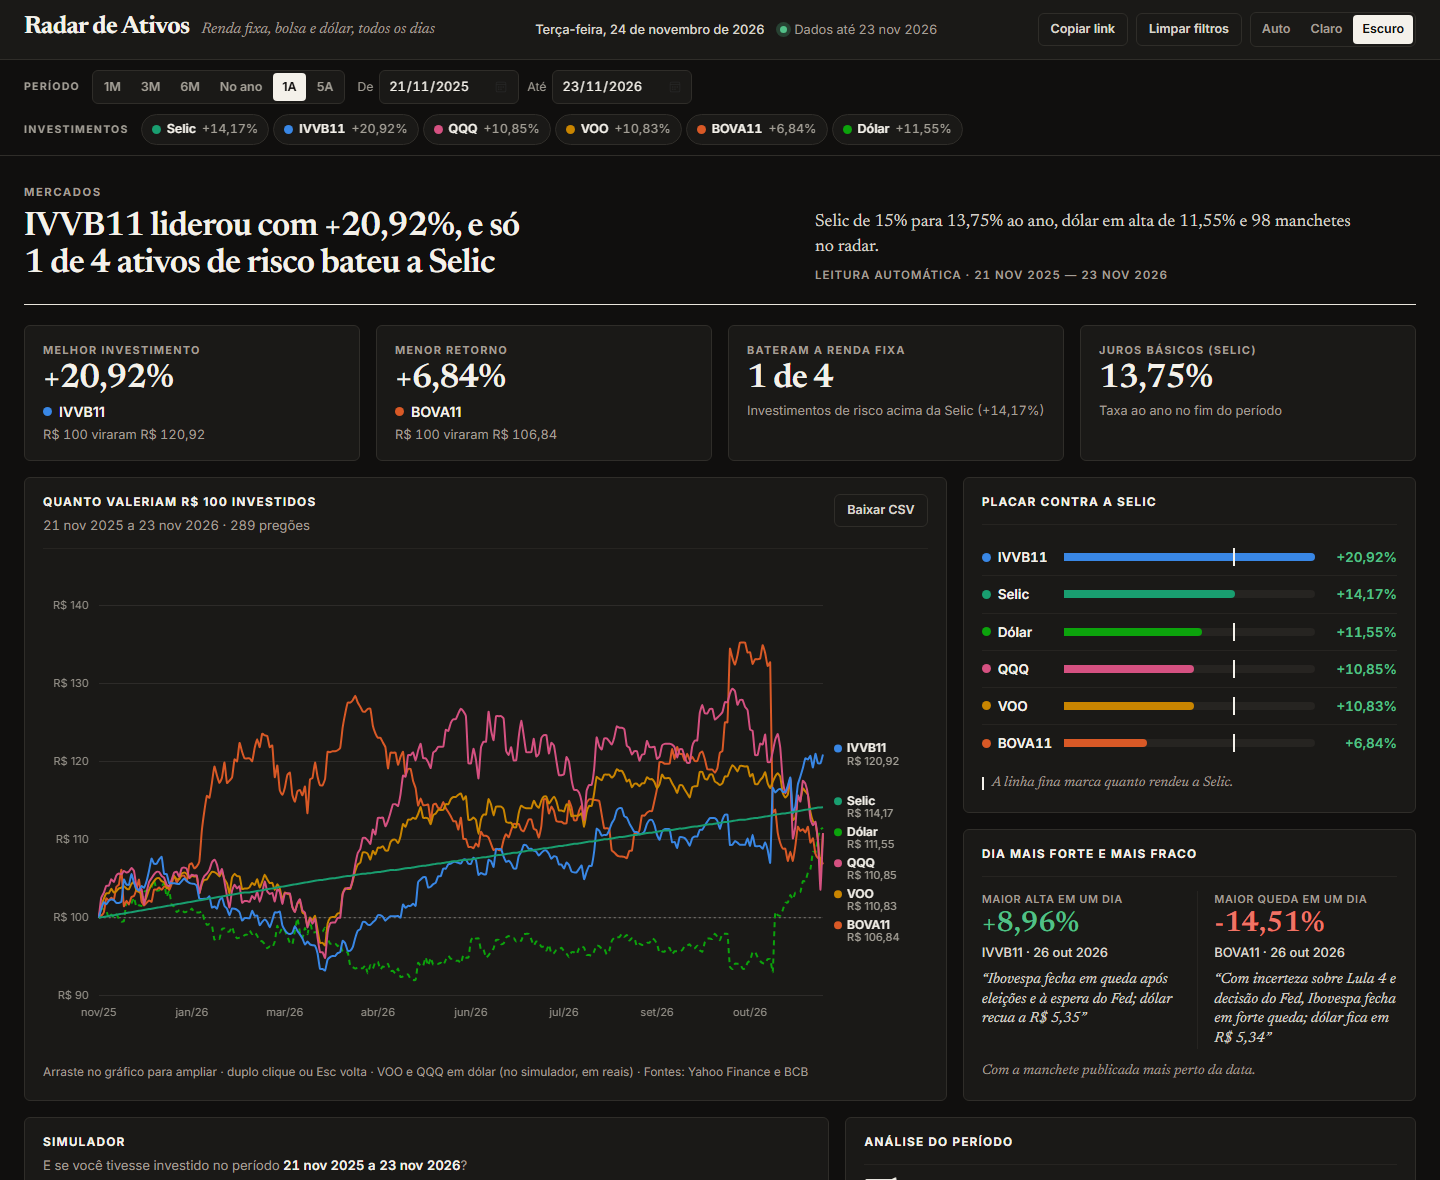 Radar de Ativos Renda fixa, bolsa e dólar, todos os dias
Terça-feira, 24 de novembro de 2026 Dados até 23 nov 2026
Copiar link Limpar filtros Auto Claro Escuro
PERÍODO 1M 3M 6M No ano 1A 5A De 21/11/2025 Até 23/11/2026
INVESTIMENTOS Selic +14,17% IVVB11 +20,92% QQQ +10,85% VOO +10,83% BOVA11 +6,84% Dólar +11,55%
MERCADOS
IVVB11 liderou com +20,92%, e só
1 de 4 ativos de risco bateu a Selic
Selic de 15% para 13,75% ao ano, dólar em alta de 11,55% e 98 manchetes
no radar.
LEITURA AUTOMÁTICA · 21 NOV 2025 — 23 NOV 2026
MELHOR INVESTIMENTO
+20,92%
IVVB11
R$ 100 viraram R$ 120,92
MENOR RETORNO
+6,84%
BOVA11
R$ 100 viraram R$ 106,84
BATERAM A RENDA FIXA
1 de 4
Investimentos de risco acima da Selic (+14,17%)
JUROS BÁSICOS (SELIC)
13,75%
Taxa ao ano no fim do período
QUANTO VALERIAM R$ 100 INVESTIDOS
21 nov 2025 a 23 nov 2026 · 289 pregões
Baixar CSV
R$ 140
R$ 130
R$ 120
R$ 110
R$ 100
R$ 90
nov/25 jan/26 mar/26 abr/26 jun/26 jul/26 set/26 out/26
IVVB11
R$ 120,92
Selic
R$ 114,17
Dólar
R$ 111,55
QQQ
R$ 110,85
VOO
R$ 110,83
BOVA11
R$ 106,84
Arraste no gráfico para ampliar · duplo clique ou Esc volta · VOO e QQQ em dólar (no simulador, em reais) · Fontes: Yahoo Finance e BCB
PLACAR CONTRA A SELIC
IVVB11 +20,92%
Selic +14,17%
Dólar +11,55%
QQQ +10,85%
VOO +10,83%
BOVA11 +6,84%
A linha fina marca quanto rendeu a Selic.
DIA MAIS FORTE E MAIS FRACO
MAIOR ALTA EM UM DIA
+8,96%
IVVB11 · 26 out 2026
“Ibovespa fecha em queda após
eleições e à espera do Fed; dólar
recua a R$ 5,35”
MAIOR QUEDA EM UM DIA
-14,51%
BOVA11 · 26 out 2026
“Com incerteza sobre Lula 4 e
decisão do Fed, Ibovespa fecha
em forte queda; dólar fica em
R$ 5,34”
Com a manchete publicada mais perto da data.
SIMULADOR
E se você tivesse investido no período 21 nov 2025 a 23 nov 2026?
ANÁLISE DO PERÍODO